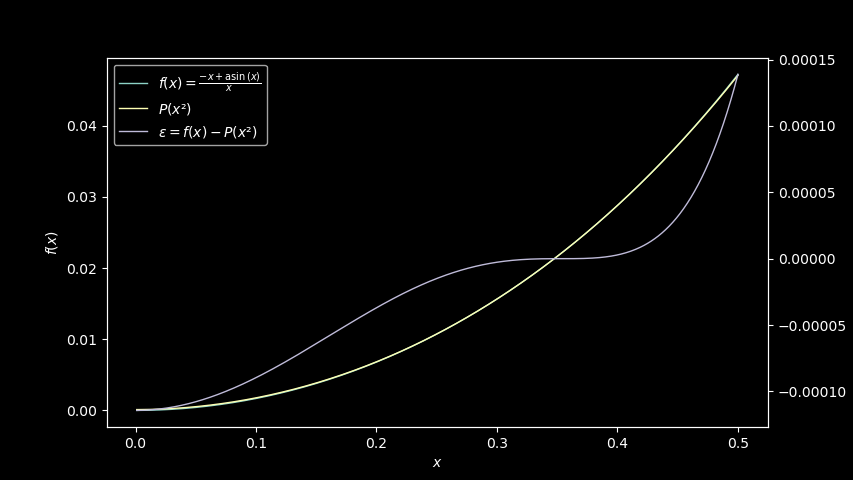 f(x) = (−x + asin (x))/x
P(x²)
ε = f(x) − P(x²)
0.04
0.03
0.02
0.01
0.00
f(x)
0.00015
0.00010
0.00005
0.00000
−0.00005
−0.00010
0.0 0.1 0.2 0.3 0.4 0.5
x